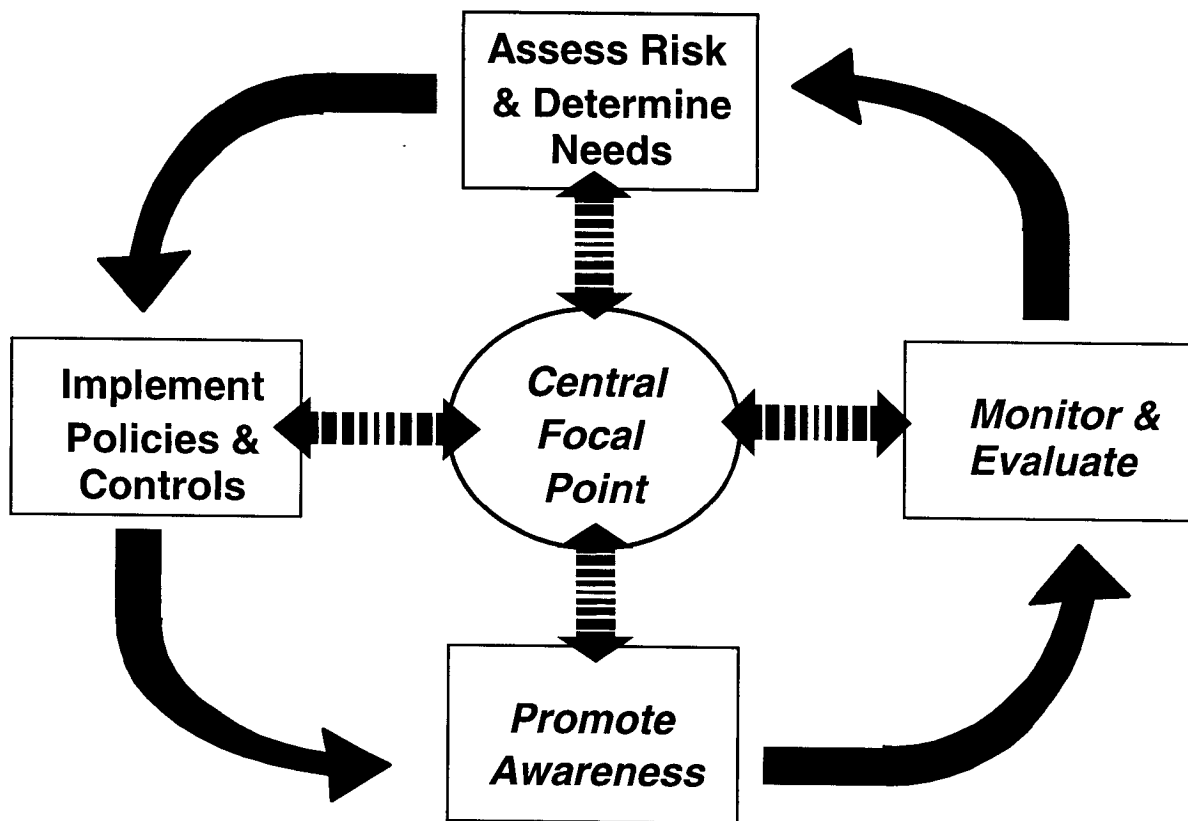 Assess Risk
& Determine
Needs
Implement
Policies &
Controls
Central
Focal
Point
Monitor &
Evaluate
Promote
Awareness